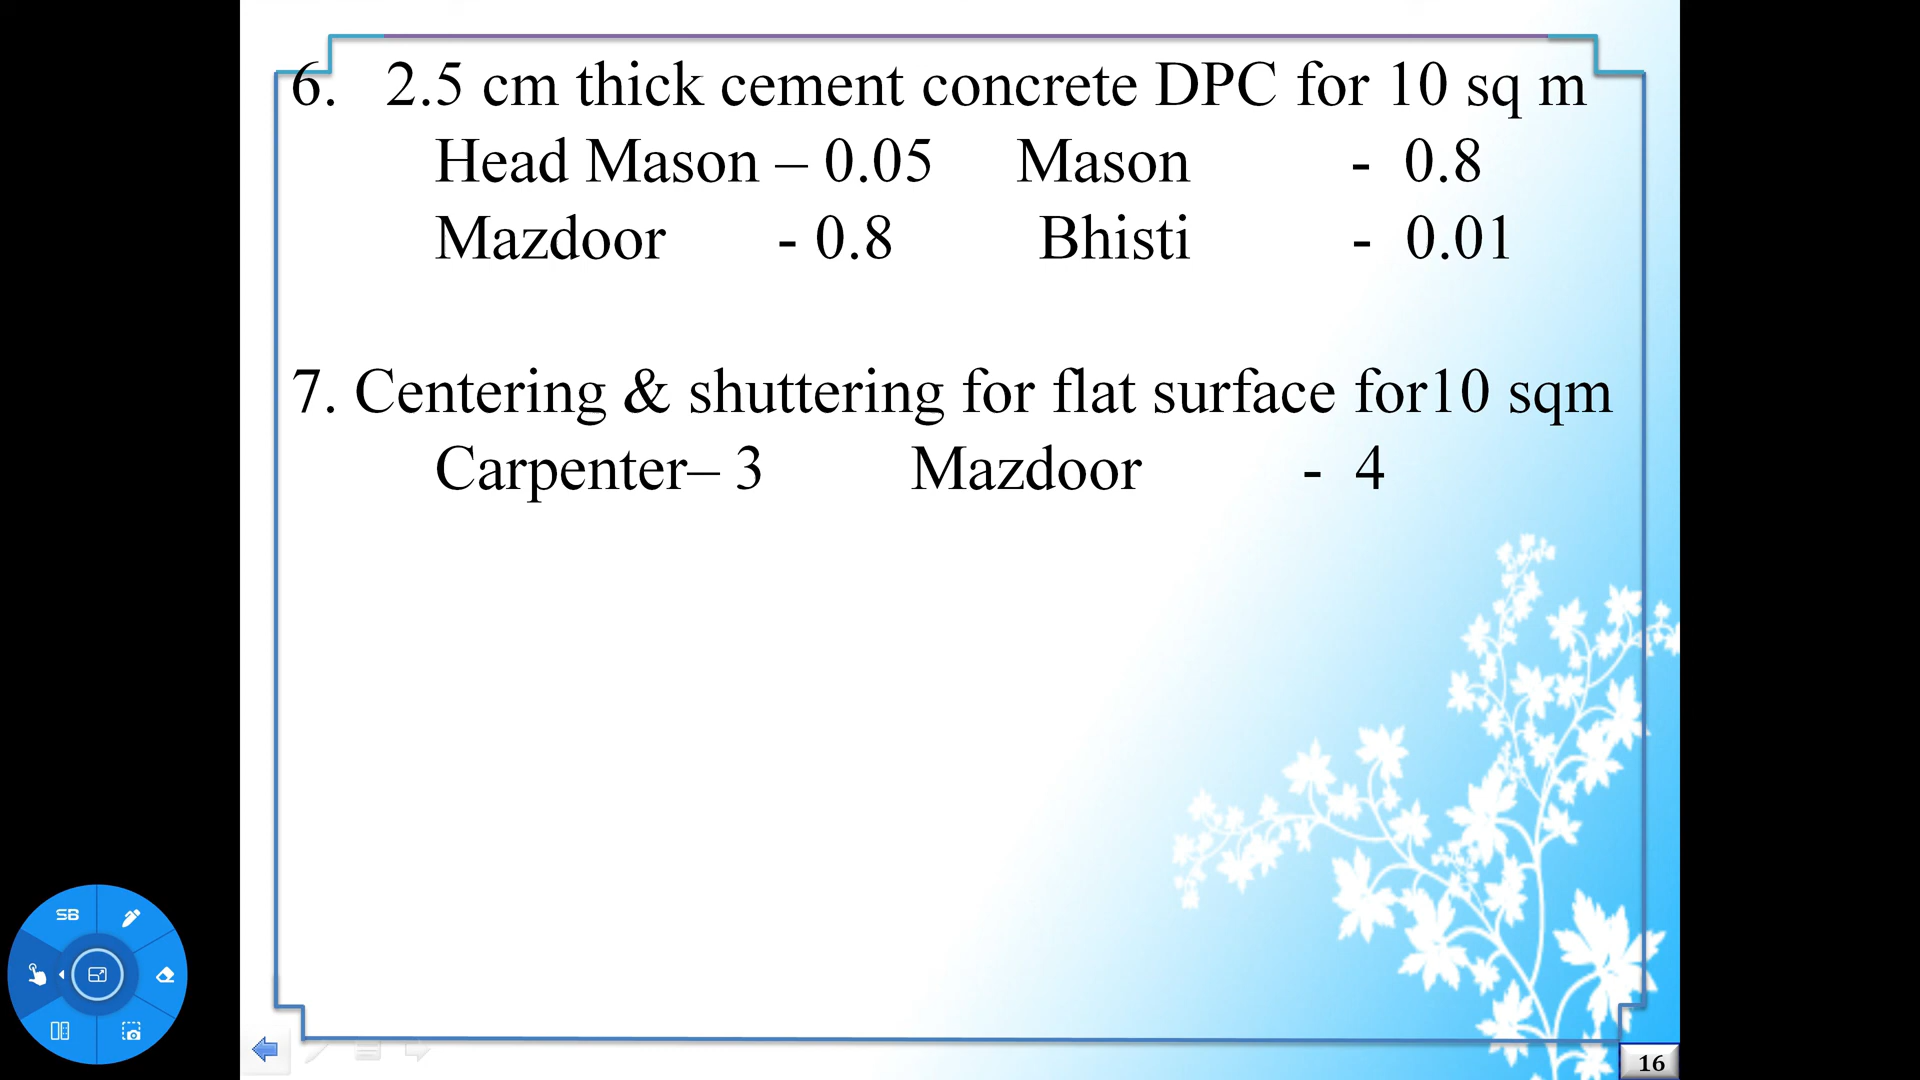 6. 2.5 cm thick cement concrete DPC for 10 sq m
Head Mason – 0.05 Mason - 0.8
Mazdoor - 0.8 Bhisti - 0.01
7. Centering & shuttering for flat surface for10 sqm
Carpenter– 3 Mazdoor - 4
SB
16